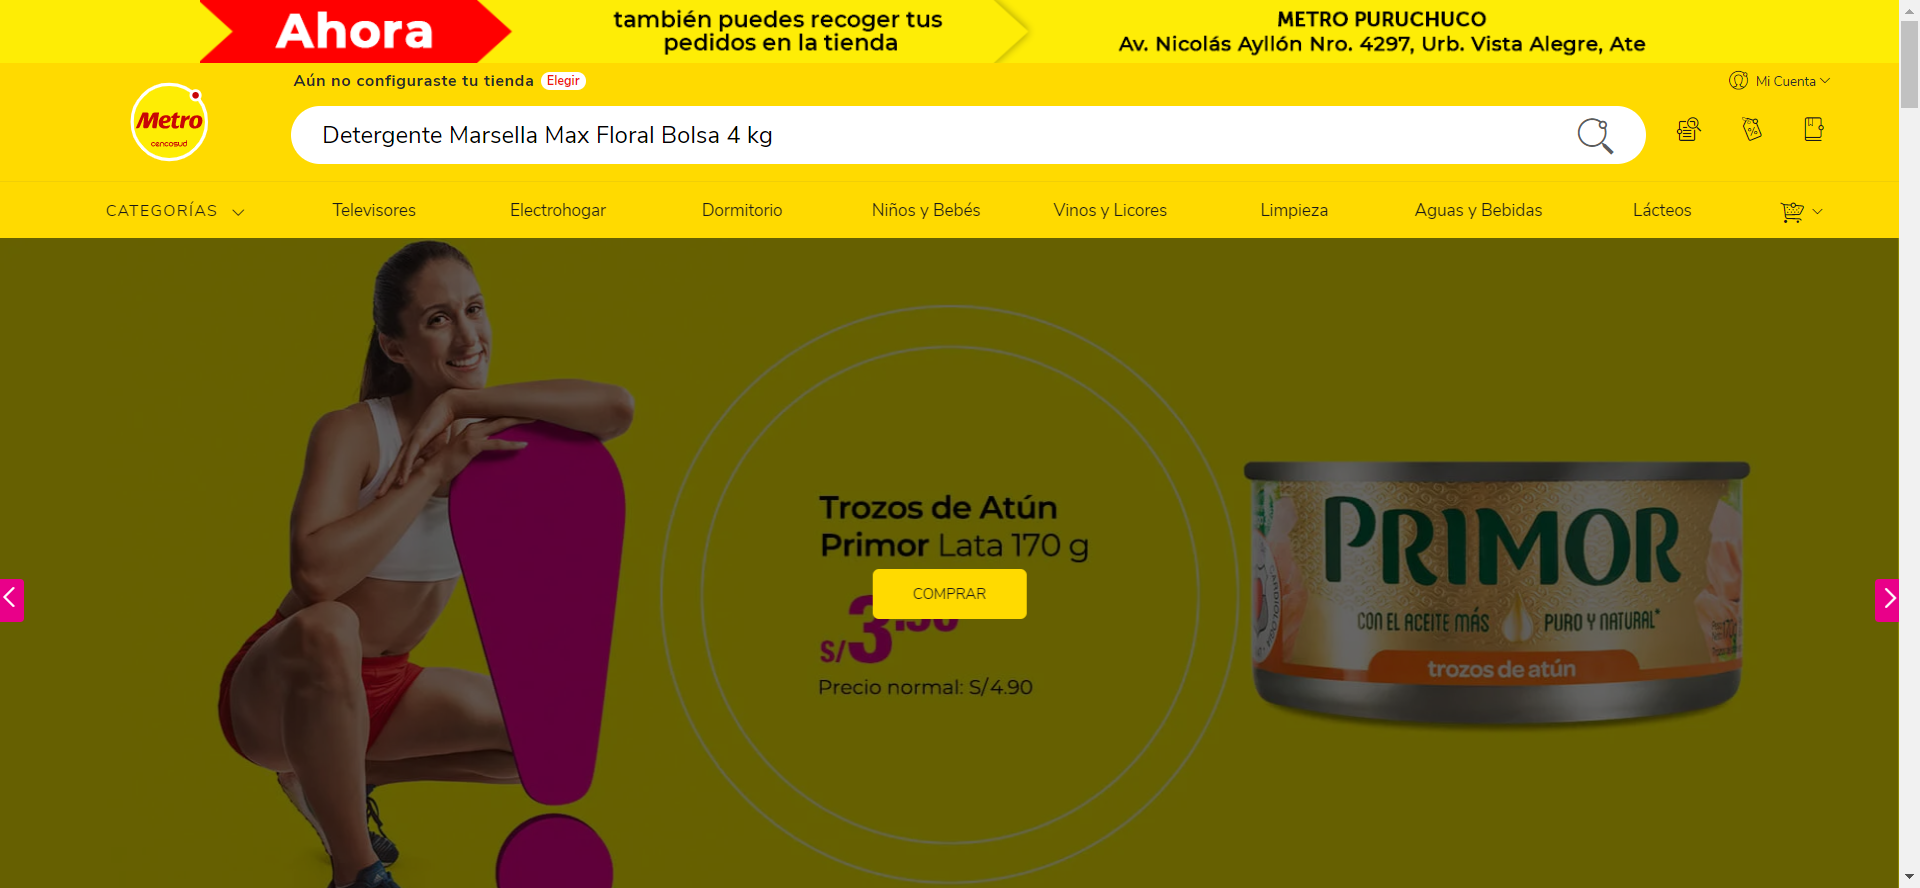 Ahora
también puedes recoger tus
pedidos en la tienda
METRO PURUCHUCO
Av. Nicolás Ayllón Nro. 4297, Urb. Vista Alegre, Ate
Aún no configuraste tu tienda Elegir
Mi Cuenta
Metro
cencosud
Detergente Marsella Max Floral Bolsa 4 kg
CATEGORÍAS
Televisores
Electrohogar
Dormitorio
Niños y Bebés
Vinos y Licores
Limpieza
Aguas y Bebidas
Lácteos
Trozos de Atún
Primor Lata 170 g
COMPRAR
S/3
Precio normal: S/4.90
PRIMOR
CON EL ACEITE MÁS PURO Y NATURAL*
trozos de atún